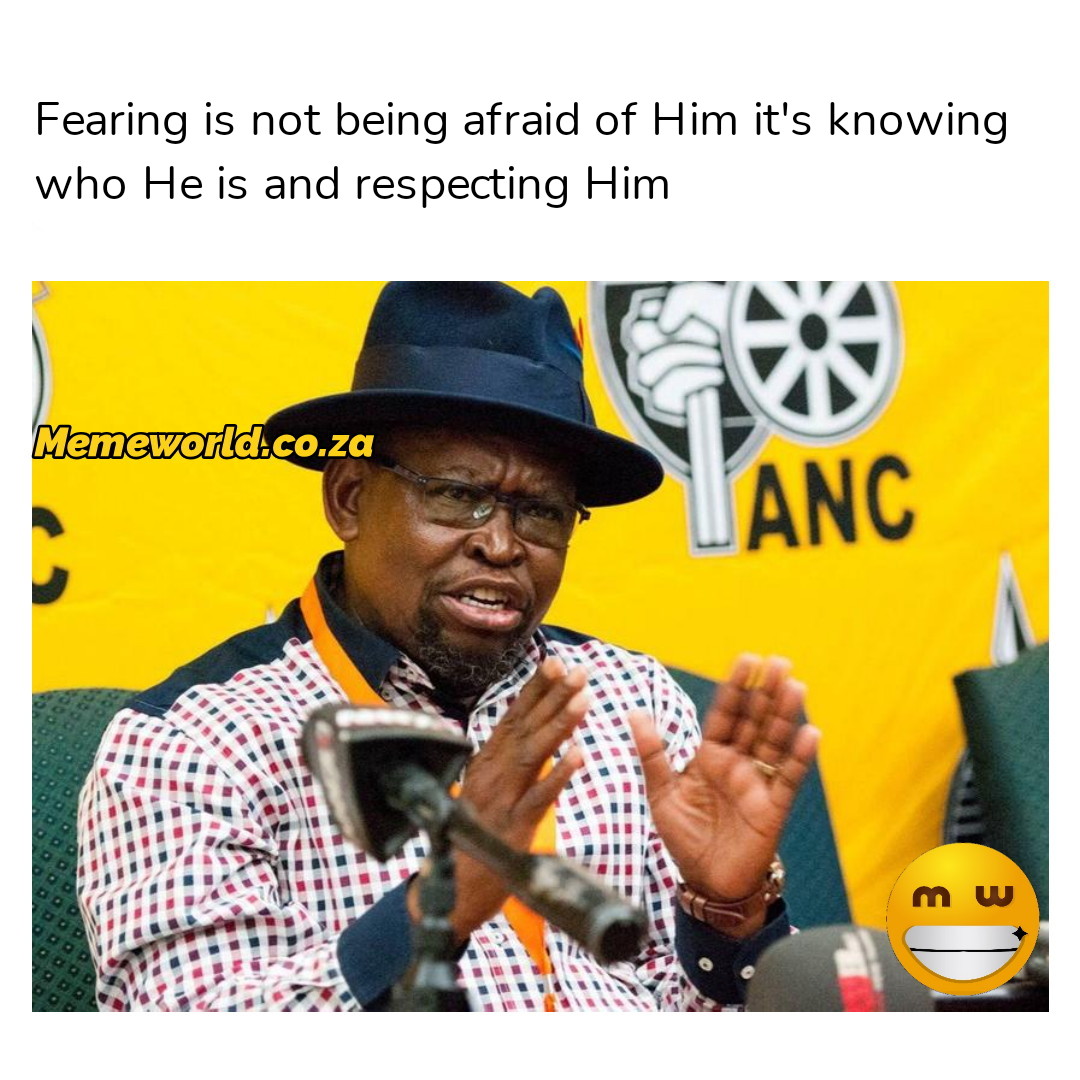 Fearing is not being afraid of Him it's knowing
who He is and respecting Him
Memeworld.co.za
ANC
C
m w